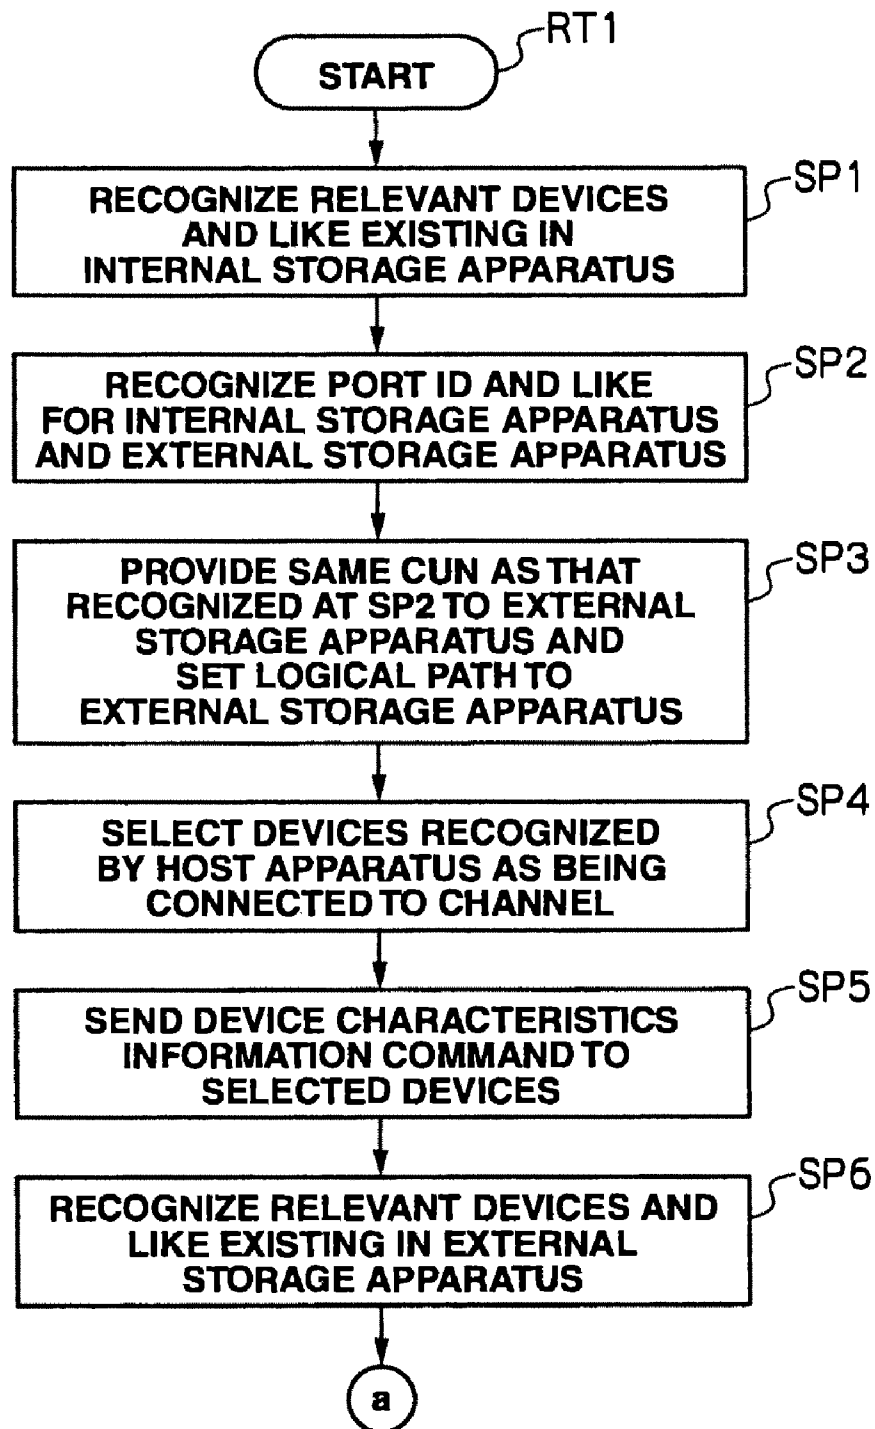 RT1
START
SP1
RECOGNIZE RELEVANT DEVICES
AND LIKE EXISTING IN
INTERNAL STORAGE APPARATUS
SP2
RECOGNIZE PORT ID AND LIKE
FOR INTERNAL STORAGE APPARATUS
AND EXTERNAL STORAGE APPARATUS
SP3
PROVIDE SAME CUN AS THAT
RECOGNIZED AT SP2 TO EXTERNAL
STORAGE APPARATUS AND
SET LOGICAL PATH TO
EXTERNAL STORAGE APPARATUS
SP4
SELECT DEVICES RECOGNIZED
BY HOST APPARATUS AS BEING
CONNECTED TO CHANNEL
SP5
SEND DEVICE CHARACTERISTICS
INFORMATION COMMAND TO
SELECTED DEVICES
SP6
RECOGNIZE RELEVANT DEVICES AND
LIKE EXISTING IN EXTERNAL
STORAGE APPARATUS
a